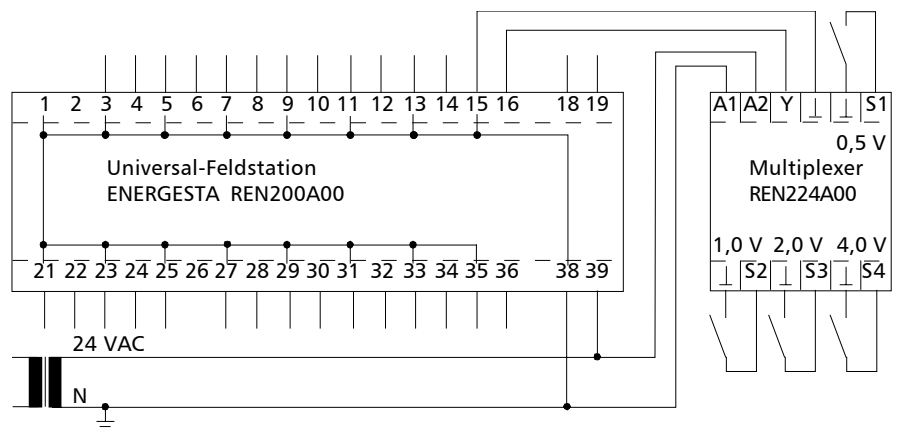 1 2 3 4 5 6 7 8 9 10 11 12 13 14 15 16 18 19
A1 A2 Y ⊥ ⊥ S1
0,5 V
Universal-Feldstation
ENERGESTA REN200A00
Multiplexer
REN224A00
1,0 V 2,0 V 4,0 V
⊥ S2 ⊥ S3 ⊥ S4
21 22 23 24 25 26 27 28 29 30 31 32 33 34 35 36 38 39
24 VAC
N